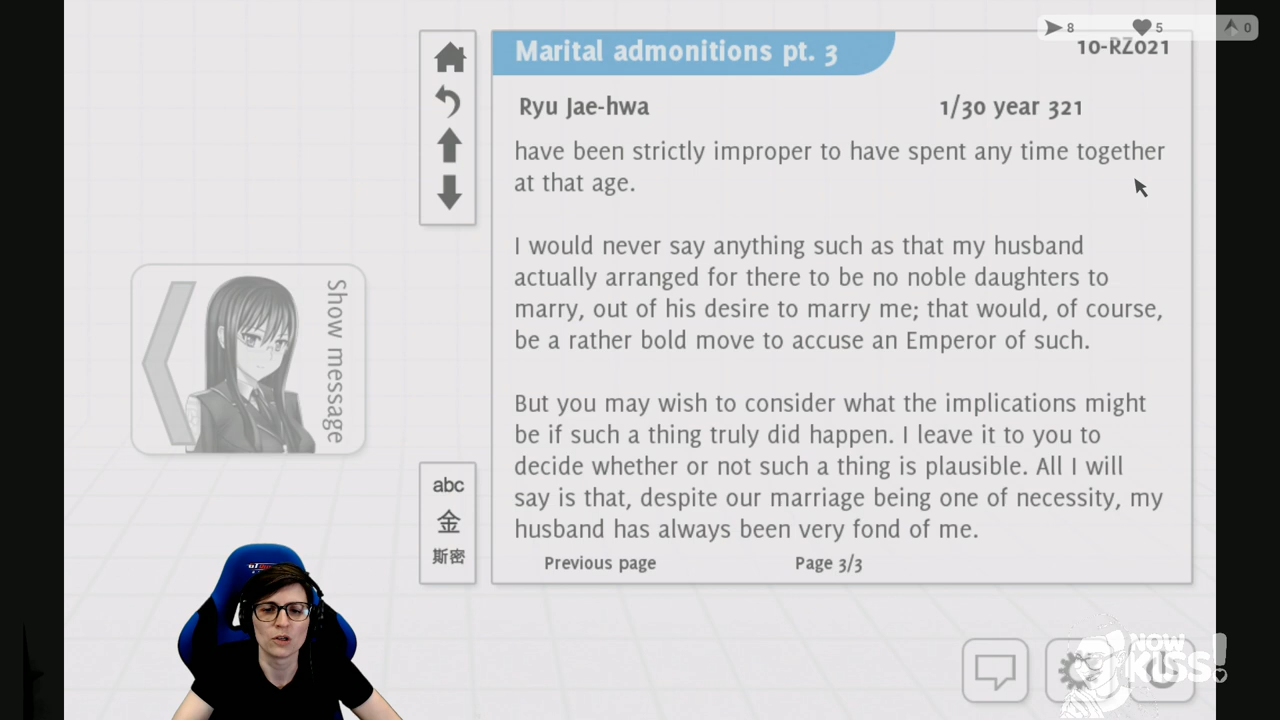 8
5
0
Marital admonitions pt. 3
10-RZ021
Ryu Jae-hwa
1/30 year 321
have been strictly improper to have spent any time together
at that age.
I would never say anything such as that my husband
actually arranged for there to be no noble daughters to
marry, out of his desire to marry me; that would, of course,
be a rather bold move to accuse an Emperor of such.
But you may wish to consider what the implications might
be if such a thing truly did happen. I leave it to you to
decide whether or not such a thing is plausible. All I will
say is that, despite our marriage being one of necessity, my
husband has always been very fond of me.
Previous page
Page 3/3
Show message
abc
金
斯密
NOW
KISS!